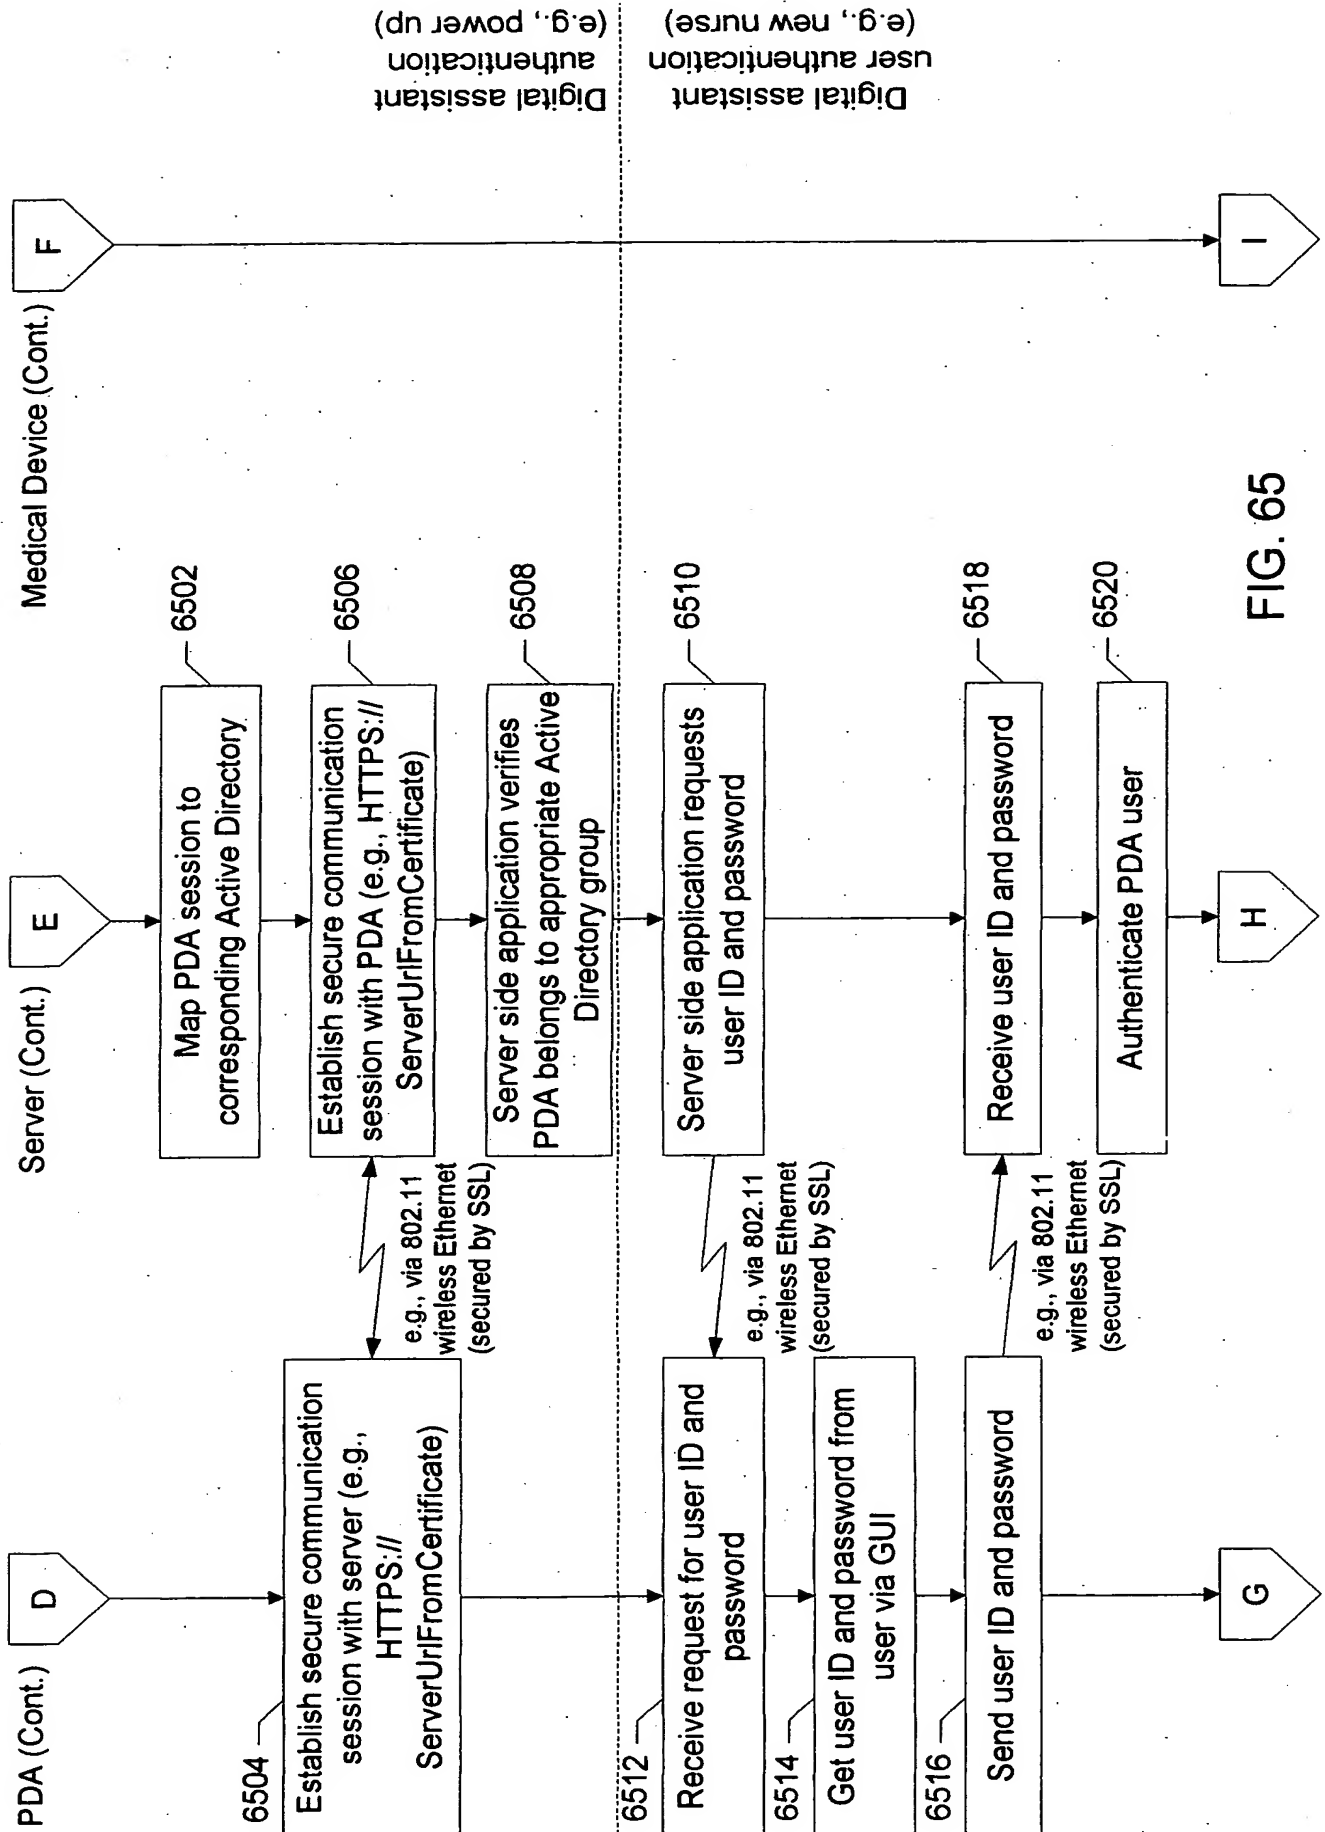 PDA (Cont.)
D
6504
Establish secure communication
session with server (e.g.,
HTTPS://
ServerUrlFromCertificate)
6512
Receive request for user ID and
password
6514
Get user ID and password from
user via GUI
6516
Send user ID and password
G
e.g., via 802.11
wireless Ethernet
(secured by SSL)
e.g., via 802.11
wireless Ethernet
(secured by SSL)
e.g., via 802.11
wireless Ethernet
(secured by SSL)
Server (Cont.)
E
Map PDA session to
corresponding Active Directory
6502
Establish secure communication
session with PDA (e.g., HTTPS://
ServerUrlFromCertificate)
6506
Server side application verifies
PDA belongs to appropriate Active
Directory group
6508
Server side application requests
user ID and password
6510
Receive user ID and password
6518
Authenticate PDA user
6520
H
Medical Device (Cont.)
F
I
Digital assistant
authentication
(e.g., power up)
Digital assistant
user authentication
(e.g., new nurse)
FIG. 65